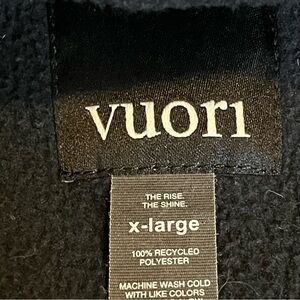 vuori
THE RISE.
THE SHINE.
x-large
100% RECYCLED
POLYESTER
MACHINE WASH COLD
WITH LIKE COLORS